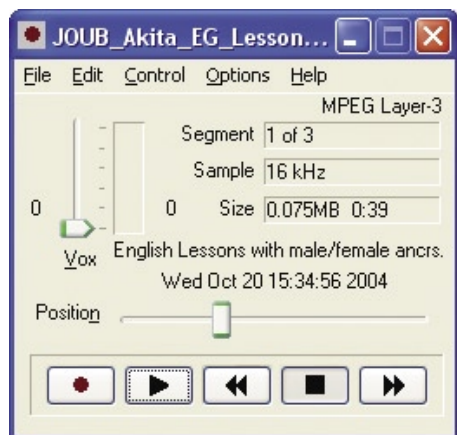 JOUB_Akita_EG_Lesson...
File Edit Control Options Help
MPEG Layer-3
Segment 1 of 3
Sample 16 kHz
0 0 Size 0.075MB 0:39
Vox English Lessons with male/female ancrs.
Wed Oct 20 15:34:56 2004
Position